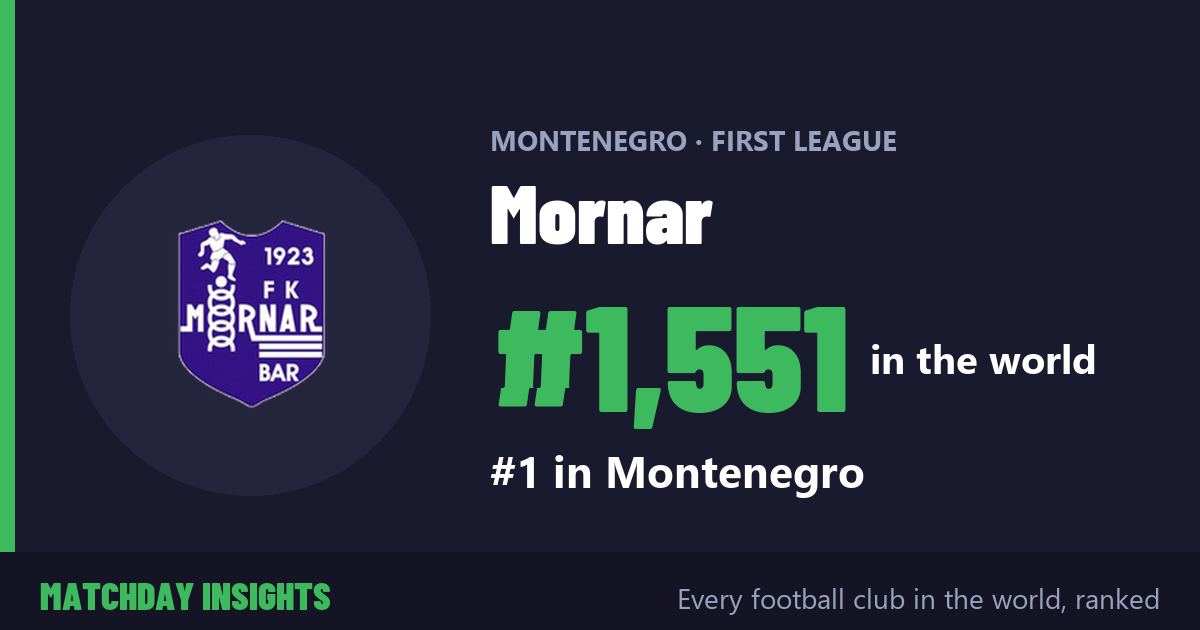 MONTENEGRO · FIRST LEAGUE
Mornar
1923
FK
MORNAR
BAR
#1,551 in the world
#1 in Montenegro
MATCHDAY INSIGHTS
Every football club in the world, ranked